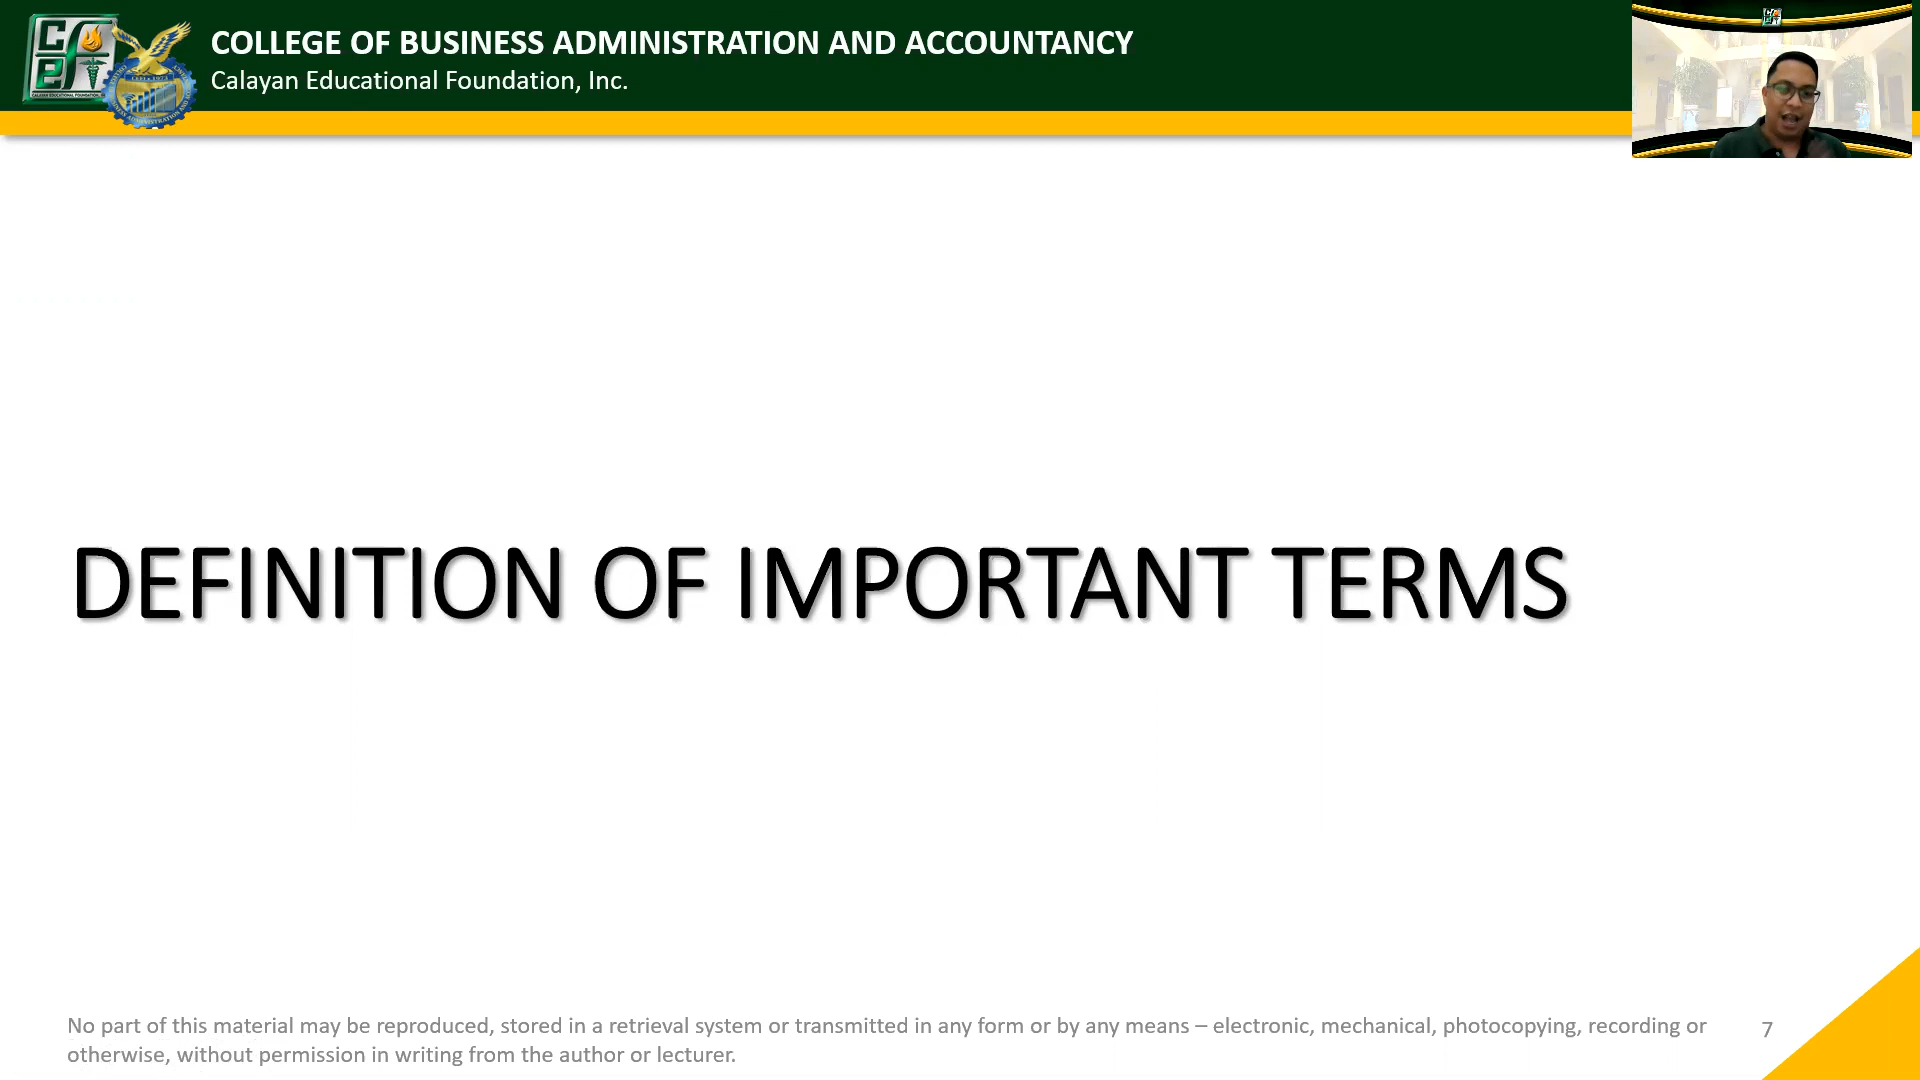 COLLEGE OF BUSINESS ADMINISTRATION AND ACCOUNTANCY
Calayan Educational Foundation, Inc.
DEFINITION OF IMPORTANT TERMS
No part of this material may be reproduced, stored in a retrieval system or transmitted in any form or by any means – electronic, mechanical, photocopying, recording or
otherwise, without permission in writing from the author or lecturer.
7